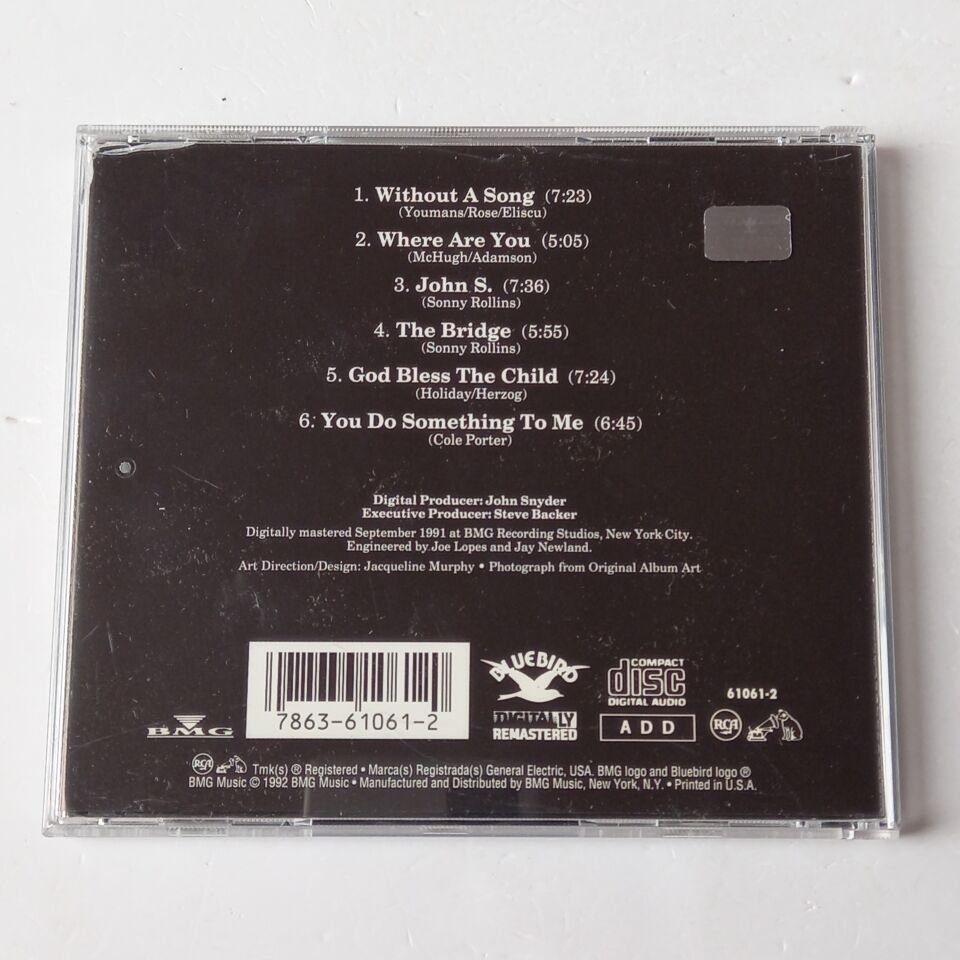 1. Without A Song (7:23)
(Youmans/Rose/Eliscu)
2. Where Are You (5:05)
(McHugh/Adamson)
3. John S. (7:36)
(Sonny Rollins)
4. The Bridge (5:55)
(Sonny Rollins)
5. God Bless The Child (7:24)
(Holiday/Herzog)
6. You Do Something To Me (6:45)
(Cole Porter)
Digital Producer: John Snyder
Executive Producer: Steve Backer
Digitally mastered September 1991 at BMG Recording Studios, New York City.
Engineered by Joe Lopes and Jay Newland.
Art Direction/Design: Jacqueline Murphy • Photograph from Original Album Art
BMG
7863-61061-2
BLUEBIRD
DIGITALLY
REMASTERED
COMPACT
disc
DIGITAL AUDIO
ADD
61061-2
RCA
RCA Tmk(s) ® Registered • Marca(s) Registrada(s) General Electric, USA. BMG logo and Bluebird logo ®
BMG Music © 1992 BMG Music • Manufactured and Distributed by BMG Music, New York, N.Y. • Printed in U.S.A.